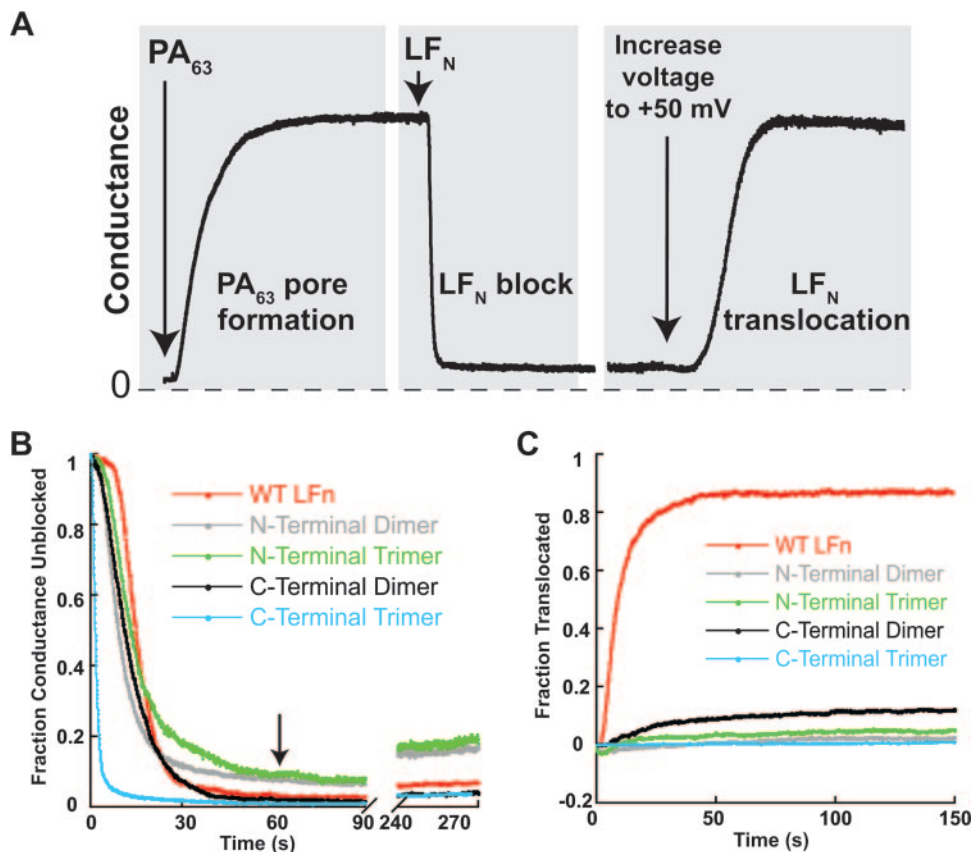 A
PA63
LFN
Increase
voltage
to +50 mV
Conductance
PA63 pore
formation
LFN block
LFN
translocation
0
B
Fraction Conductance Unblocked
1
0.8
0.6
0.4
0.2
0
WT LFn
N-Terminal Dimer
N-Terminal Trimer
C-Terminal Dimer
C-Terminal Trimer
0 30 60 90 240 270
Time (s)
C
Fraction Translocated
1
0.8
0.6
0.4
0.2
0
-0.2
WT LFn
N-Terminal Dimer
N-Terminal Trimer
C-Terminal Dimer
C-Terminal Trimer
0 50 100 150
Time (s)